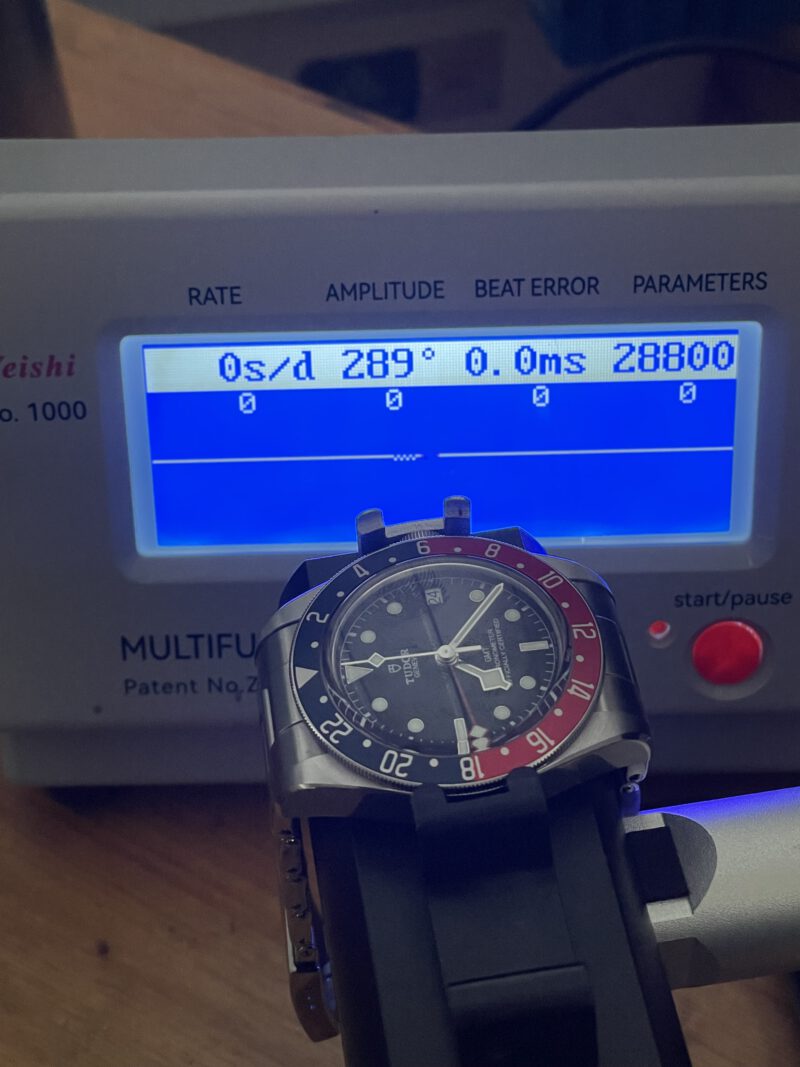 RATE AMPLITUDE BEAT ERROR PARAMETERS
0s/d 289° 0.0ms 28800
0 0 0 0
eishi
o. 1000
start/pause
MULTIFU
Patent No.Z
2 4 6 8 10 12 14 16 18 20 22
24
TUDOR
GENEVE
GMT
CHRONOMETER
OFFICIALLY CERTIFIED